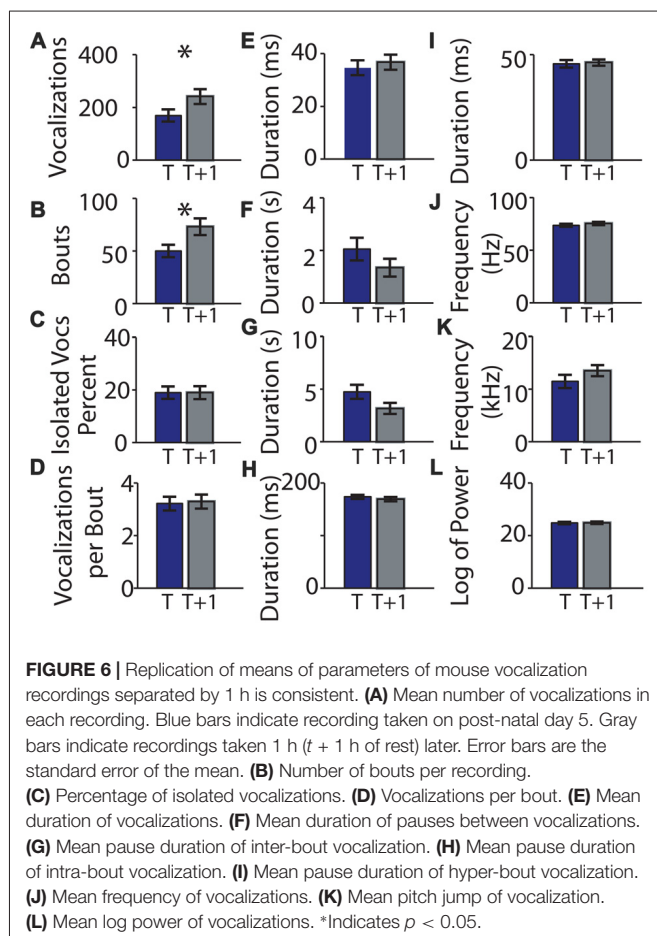 A
Vocalizations
400
200
0
*
T T+1
E
Duration (ms)
40
20
0
T T+1
I
Duration (ms)
50
0
T T+1
B
Bouts
100
50
0
*
T T+1
F
Duration (s)
4
2
0
T T+1
J
Frequency
(Hz)
100
50
0
T T+1
C
Isolated Vocs
Percent
40
20
0
T T+1
G
Duration (s)
10
5
0
T T+1
K
Frequency
(kHz)
20
10
0
T T+1
D
Vocalizations
per Bout
4
2
0
T T+1
H
Duration (ms)
200
0
T T+1
L
Log of Power
40
20
0
T T+1
FIGURE 6 | Replication of means of parameters of mouse vocalization
recordings separated by 1 h is consistent. (A) Mean number of vocalizations in
each recording. Blue bars indicate recording taken on post-natal day 5. Gray
bars indicate recordings taken 1 h (t + 1 h of rest) later. Error bars are the
standard error of the mean. (B) Number of bouts per recording.
(C) Percentage of isolated vocalizations. (D) Vocalizations per bout. (E) Mean
duration of vocalizations. (F) Mean duration of pauses between vocalizations.
(G) Mean pause duration of inter-bout vocalization. (H) Mean pause duration
of intra-bout vocalization. (I) Mean pause duration of hyper-bout vocalization.
(J) Mean frequency of vocalizations. (K) Mean pitch jump of vocalization.
(L) Mean log power of vocalizations. *Indicates p < 0.05.